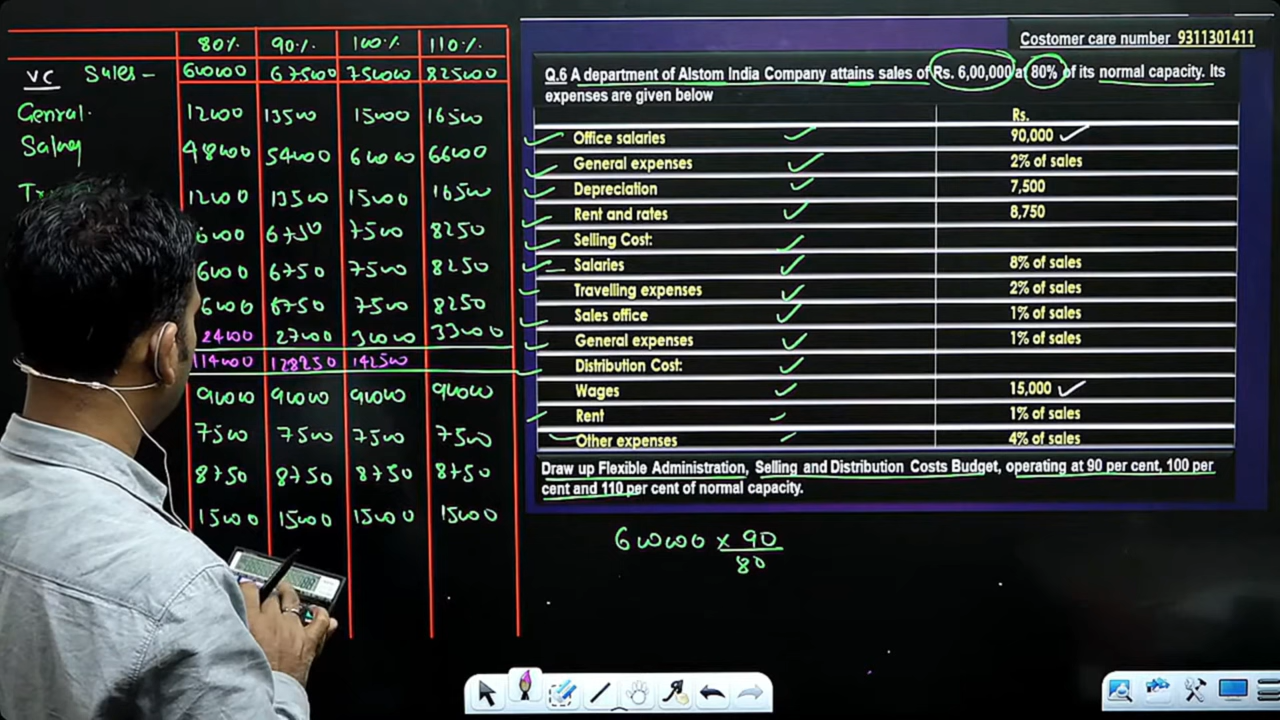 80% 90% 100% 110%
VC Sales - 600000 675000 750000 825000
Genral. 12000 13500 15000 16500
Salary 48000 54000 60000 66000
12000 13500 15000 16500
6000 6750 7500 8250
6000 6750 7500 8250
6000 6750 7500 8250
24000 27000 30000 33000
114000 128250 142500
90000 90000 90000 90000
7500 7500 7500 7500
8750 8750 8750 8750
15000 15000 15000 15000
Costomer care number 9311301411
Q.6 A department of Alstom India Company attains sales of Rs. 6,00,000 at 80% of its normal capacity. Its
expenses are given below
Rs.
Office salaries 90,000
General expenses 2% of sales
Depreciation 7,500
Rent and rates 8,750
Selling Cost:
Salaries 8% of sales
Travelling expenses 2% of sales
Sales office 1% of sales
General expenses 1% of sales
Distribution Cost:
Wages 15,000
Rent 1% of sales
Other expenses 4% of sales
Draw up Flexible Administration, Selling and Distribution Costs Budget, operating at 90 per cent, 100 per
cent and 110 per cent of normal capacity.
600000 x 90
80